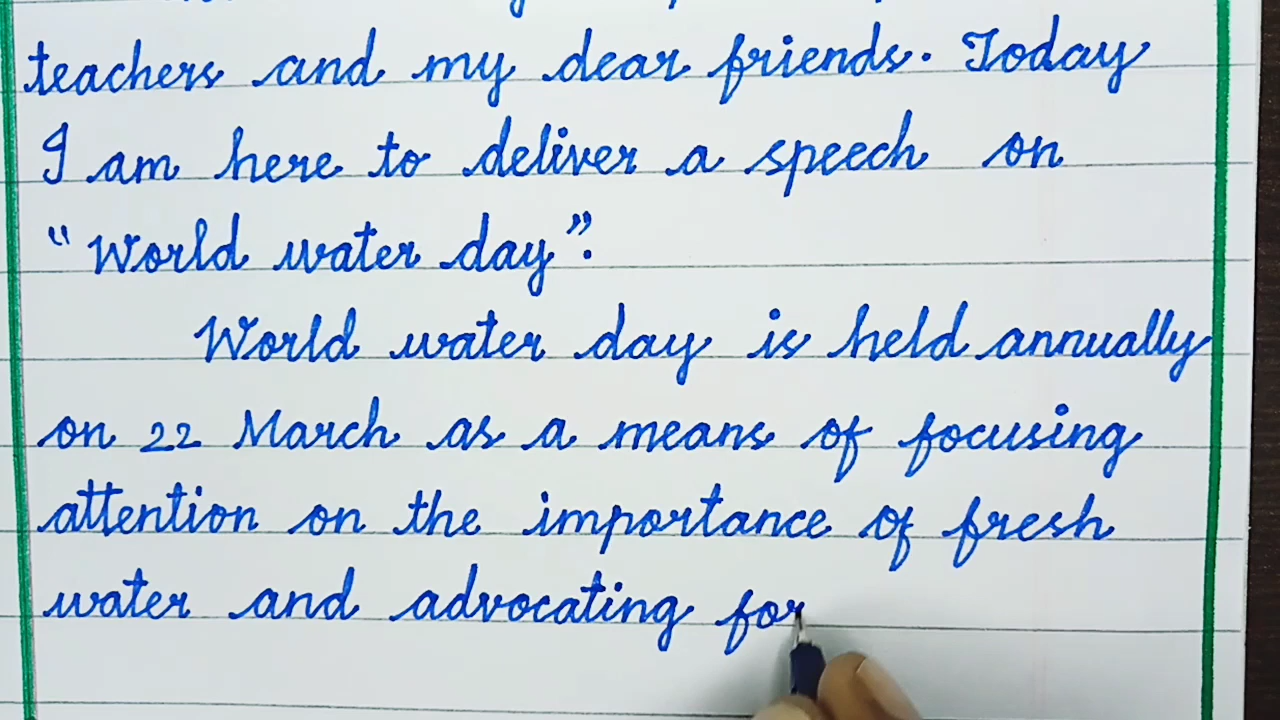 teachers and my dear friends. Today
I am here to deliver a speech on
"World water day".
World water day is held annually
on 22 March as a means of focusing
attention on the importance of fresh
water and advocating for